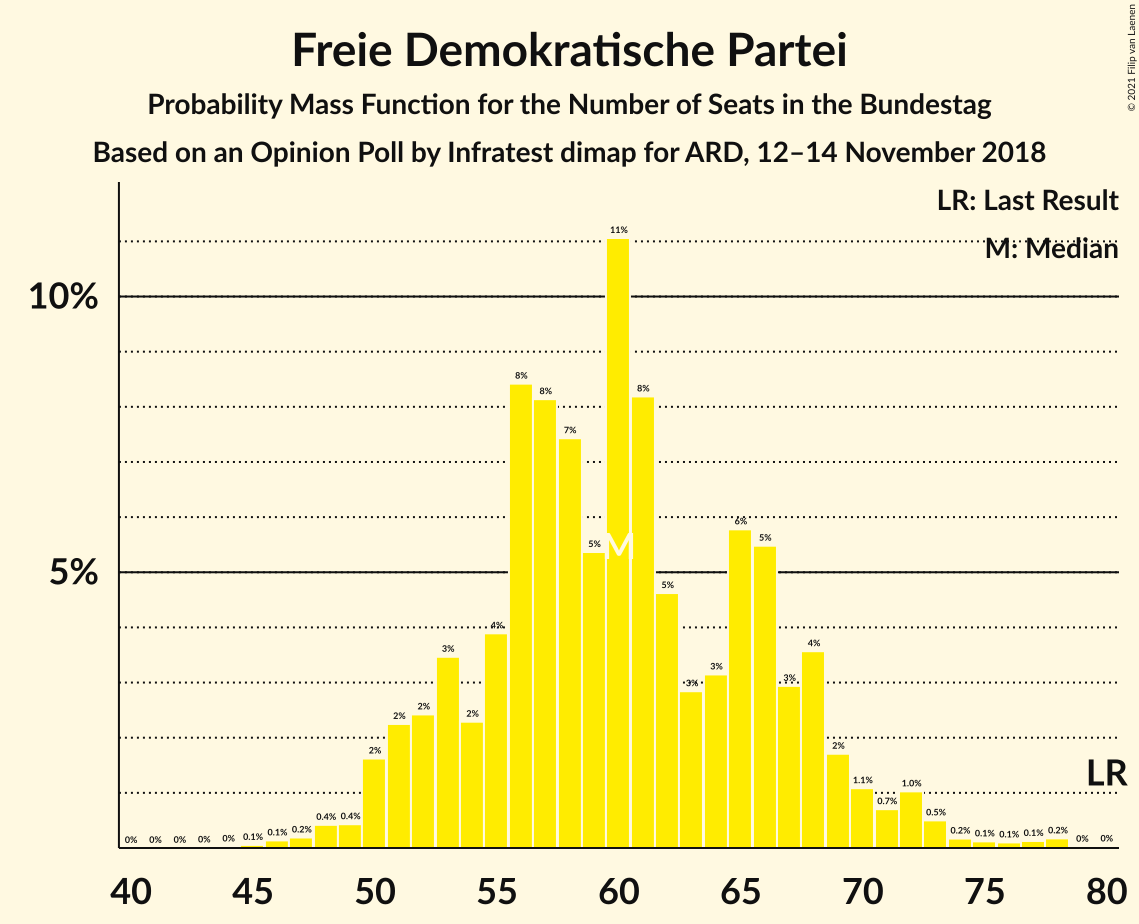 Freie Demokratische Partei
Probability Mass Function for the Number of Seats in the Bundestag
Based on an Opinion Poll by Infratest dimap for ARD, 12–14 November 2018
© 2021 Filip van Laenen
LR: Last Result
M: Median
10%
5%
0% 0% 0% 0% 0% 0.1% 0.1% 0.2% 0.4% 0.4% 2% 2% 2% 3% 2% 4% 8% 8% 7% 5% 11% 8% 5% 3% 3% 6% 5% 3% 4% 2% 1.1% 0.7% 1.0% 0.5% 0.2% 0.1% 0.1% 0.1% 0.2% 0% 0%
M
LR
40 45 50 55 60 65 70 75 80